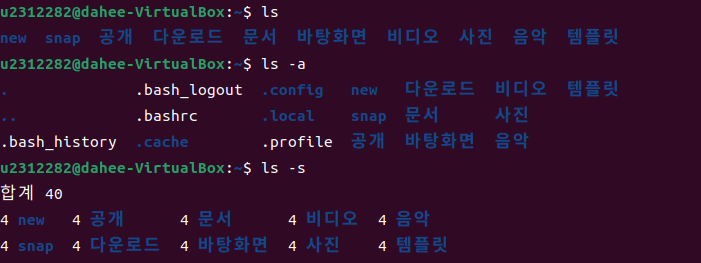 u2312282@dahee-VirtualBox:~$ ls
new snap 공개 다운로드 문서 바탕화면 비디오 사진 음악 템플릿
u2312282@dahee-VirtualBox:~$ ls -a
. .bash_logout .config new 다운로드 비디오 템플릿
.. .bashrc .local snap 문서 사진
.bash_history .cache .profile 공개 바탕화면 음악
u2312282@dahee-VirtualBox:~$ ls -s
합계 40
4 new 4 공개 4 문서 4 비디오 4 음악
4 snap 4 다운로드 4 바탕화면 4 사진 4 템플릿